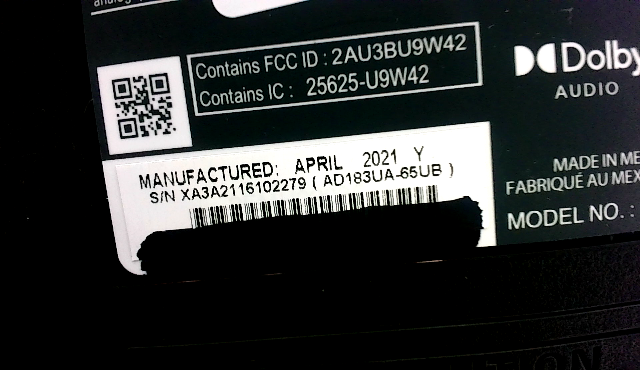 Contains FCC ID : 2AU3BU9W42
Contains IC : 25625-U9W42
Dolby
AUDIO
MANUFACTURED: APRIL 2021 Y
S/N XA3A2116102279 ( AD183UA-65UB )
MADE IN ME
FABRIQUÉ AU MEX
MODEL NO. :